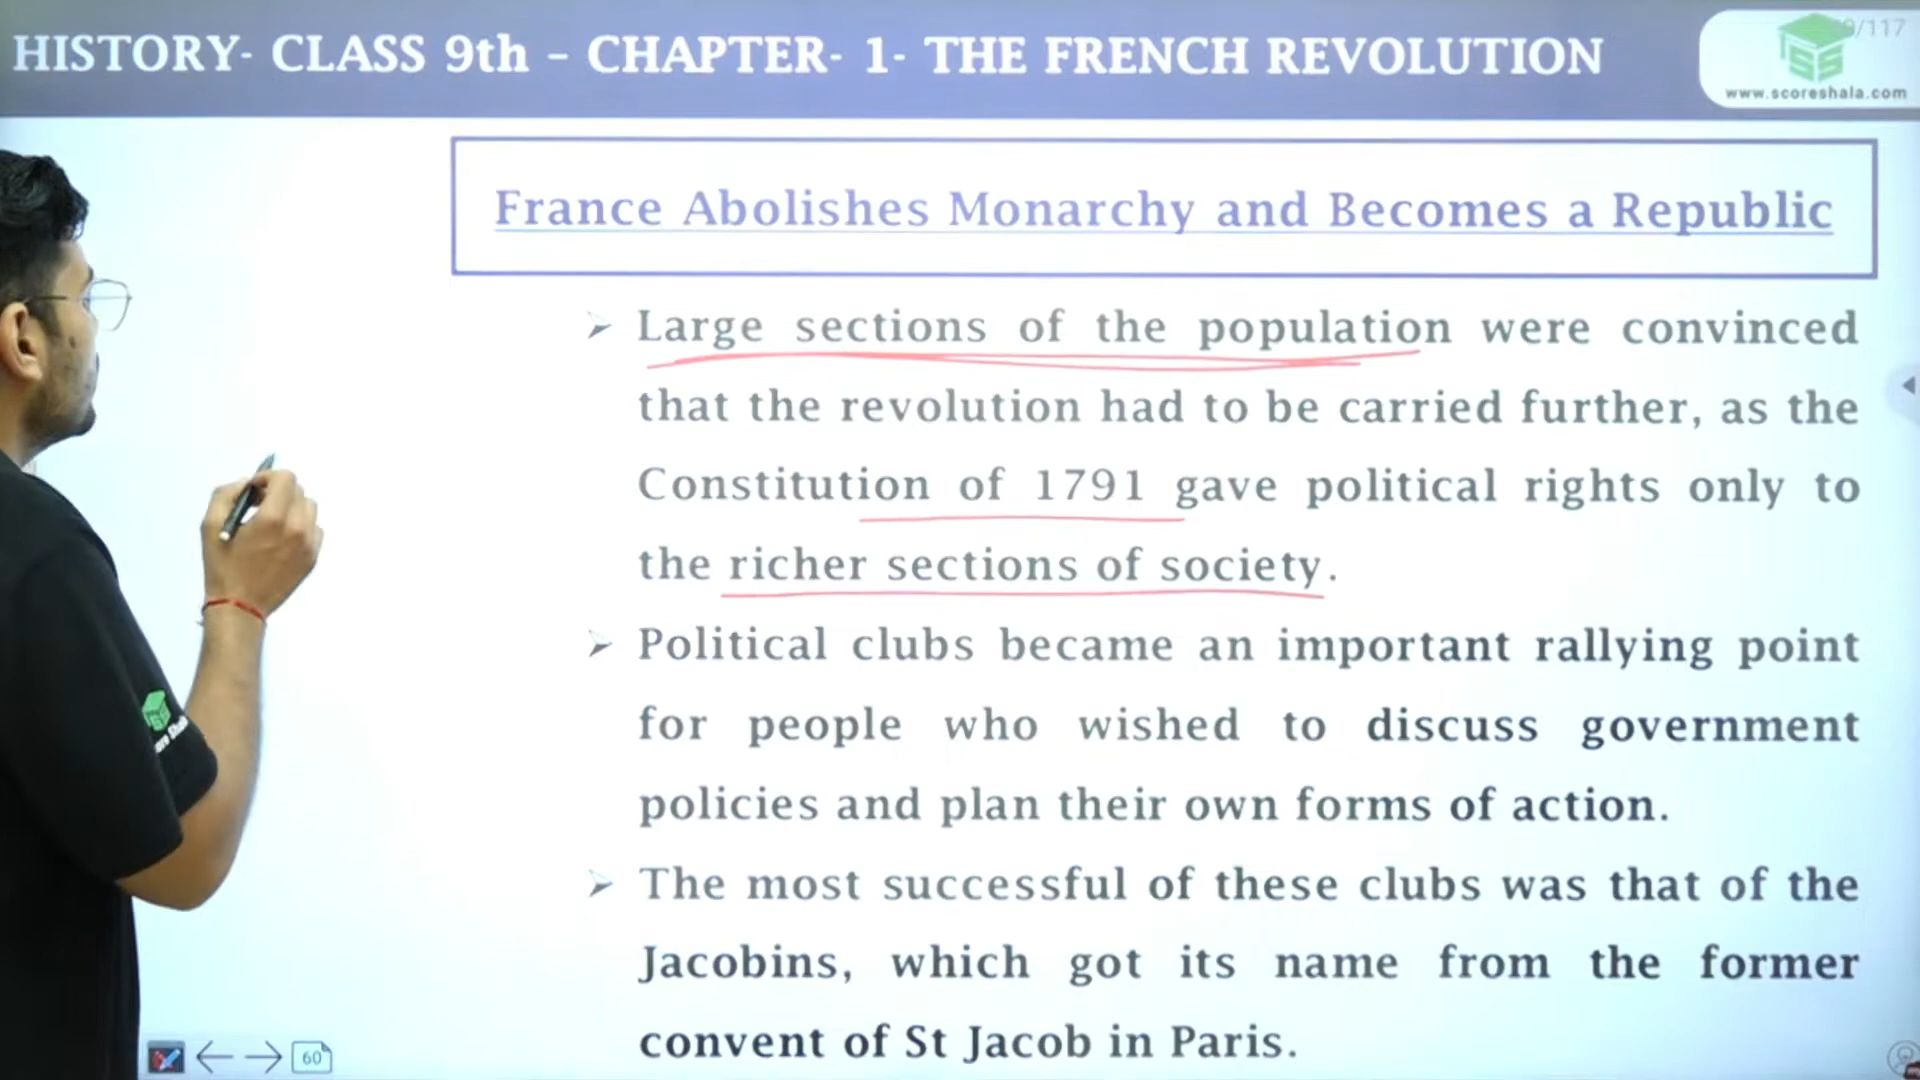 HISTORY- CLASS 9th – CHAPTER- 1- THE FRENCH REVOLUTION
/117
www.scoreshala.com
France Abolishes Monarchy and Becomes a Republic
➢ Large sections of the population were convinced
that the revolution had to be carried further, as the
Constitution of 1791 gave political rights only to
the richer sections of society.
➢ Political clubs became an important rallying point
for people who wished to discuss government
policies and plan their own forms of action.
➢ The most successful of these clubs was that of the
Jacobins, which got its name from the former
convent of St Jacob in Paris.
60